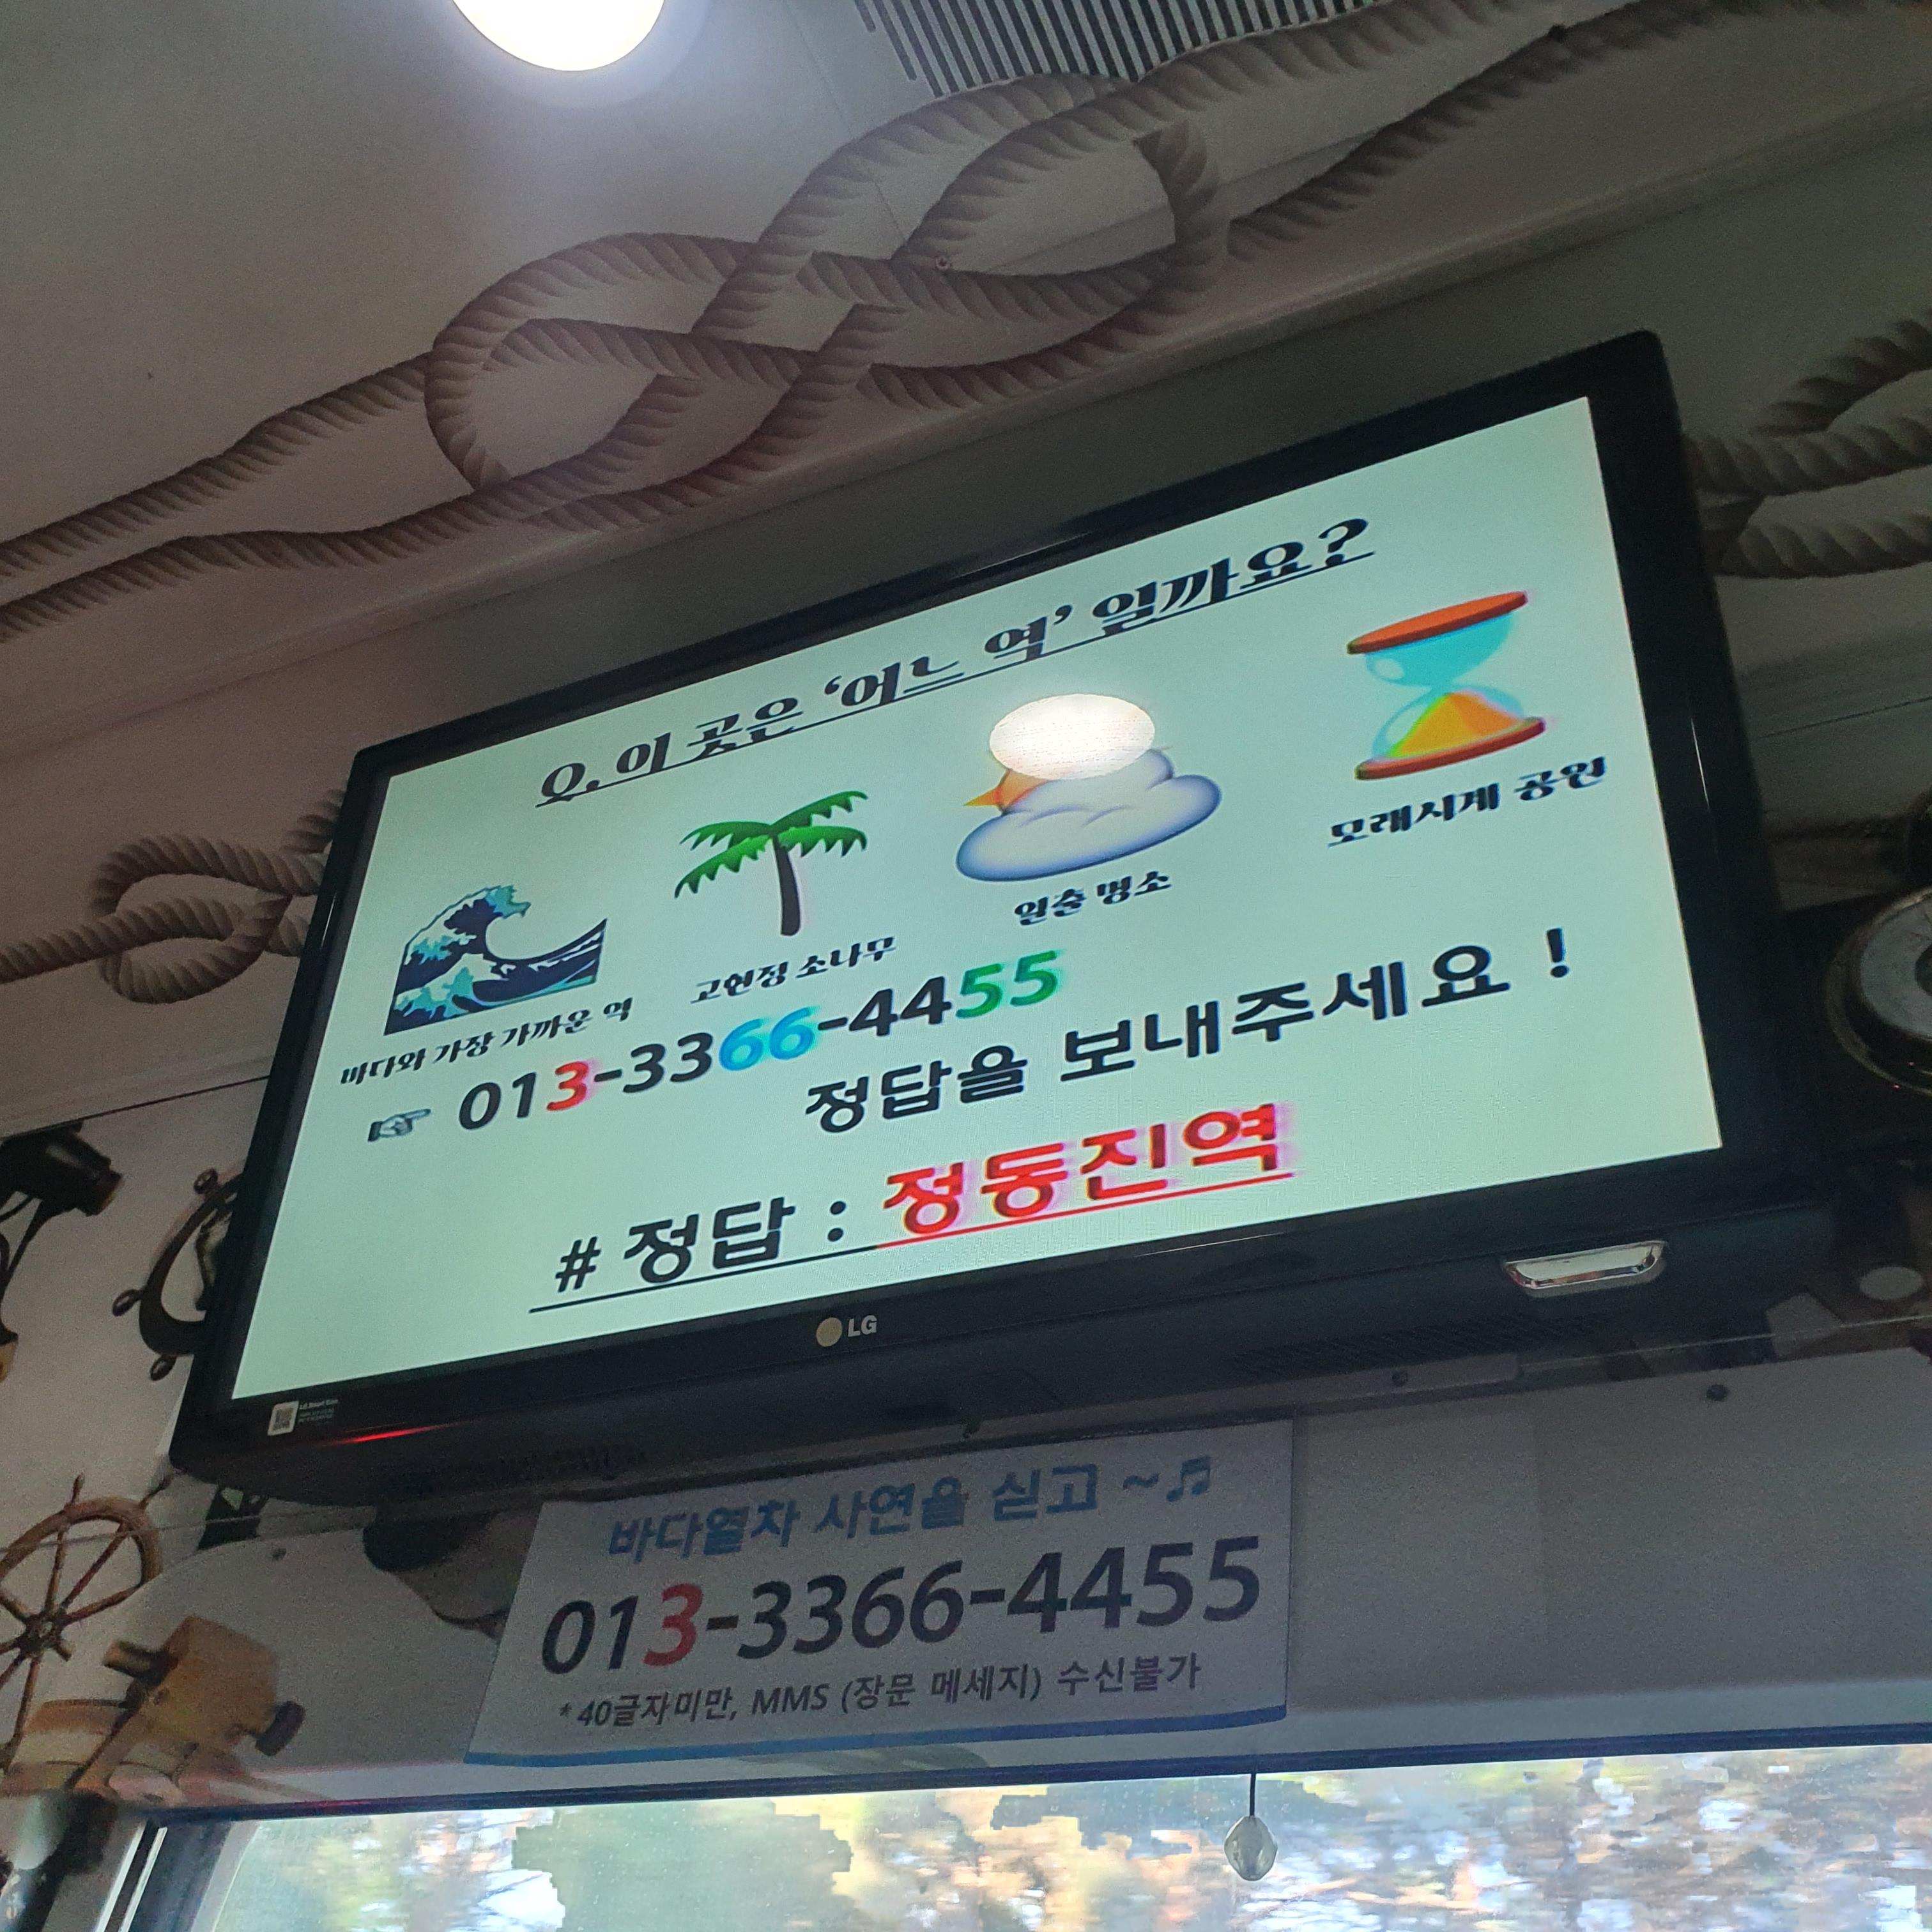 Q. 이 곳은 '어느 역' 일까요?
바다와 가장 가까운 역
고현정 소나무
일출 명소
모래시계 공원
☞ 013-3366-4455
정답을 보내주세요 !
# 정답 : 정동진역
LG
바다열차 사연을 싣고 ~♬
013-3366-4455
*40글자미만, MMS (장문 메세지) 수신불가